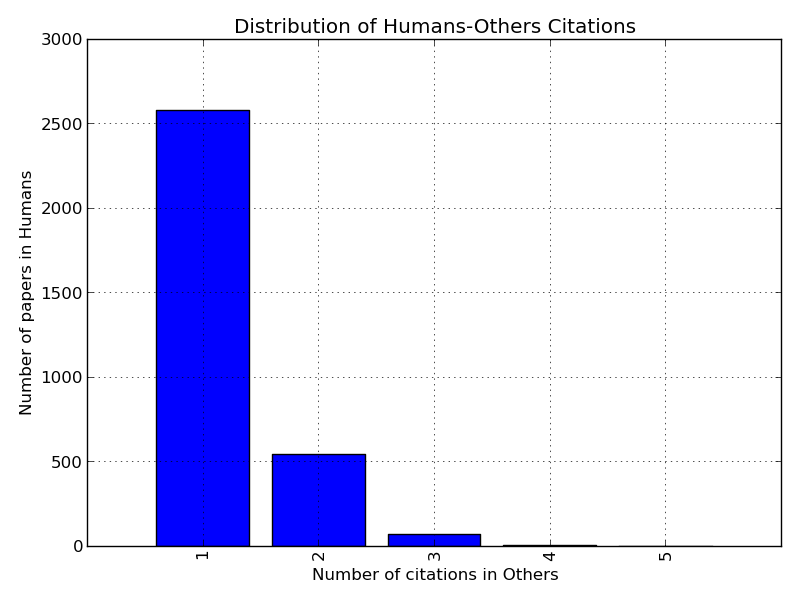 Distribution of Humans-Others Citations
3000
2500
2000
1500
1000
500
0
Number of papers in Humans
1 2 3 4 5
Number of citations in Others